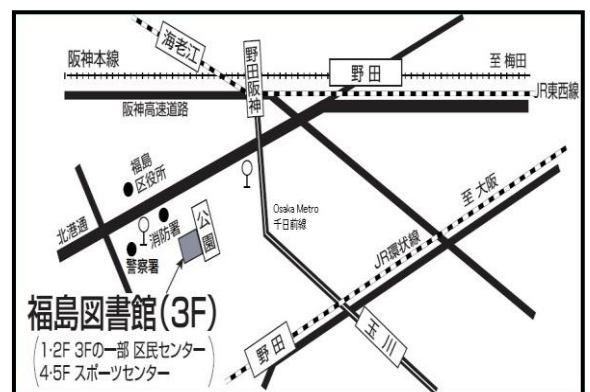 海老江
阪神本線
野田阪神
野田
至 梅田
JR東西線
阪神高速道路
福島
区役所
北港通
消防署
公園
警察署
Osaka Metro
千日前線
至 大阪
JR環状線
野田
玉川
福島図書館(3F)
(1・2F 3Fの一部 区民センター
4・5F スポーツセンター)